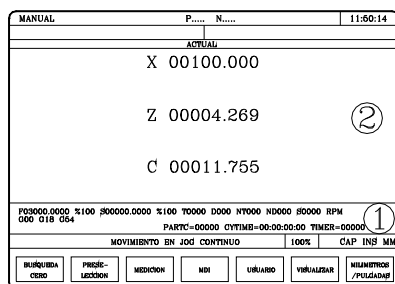 MANUAL P..... N..... 11:50:14
ACTUAL
X 00100.000
Z 00004.269
2
C 00011.755
F03000.0000 %100 S00000.0000 %100 T0000 D000 NT000 ND000 S0000 RPM
G00 G18 G54
1
PARTC=00000 CYTIME=00:00:00:00 TIMER=00000
MOVIMIENTO EN JOG CONTINUO 100% CAP INS MM
BUSQUEDA CERO
PRESE-LECCION
MEDICION
MDI
USUARIO
VISUALIZAR
MILIMETROS /PULGADAS